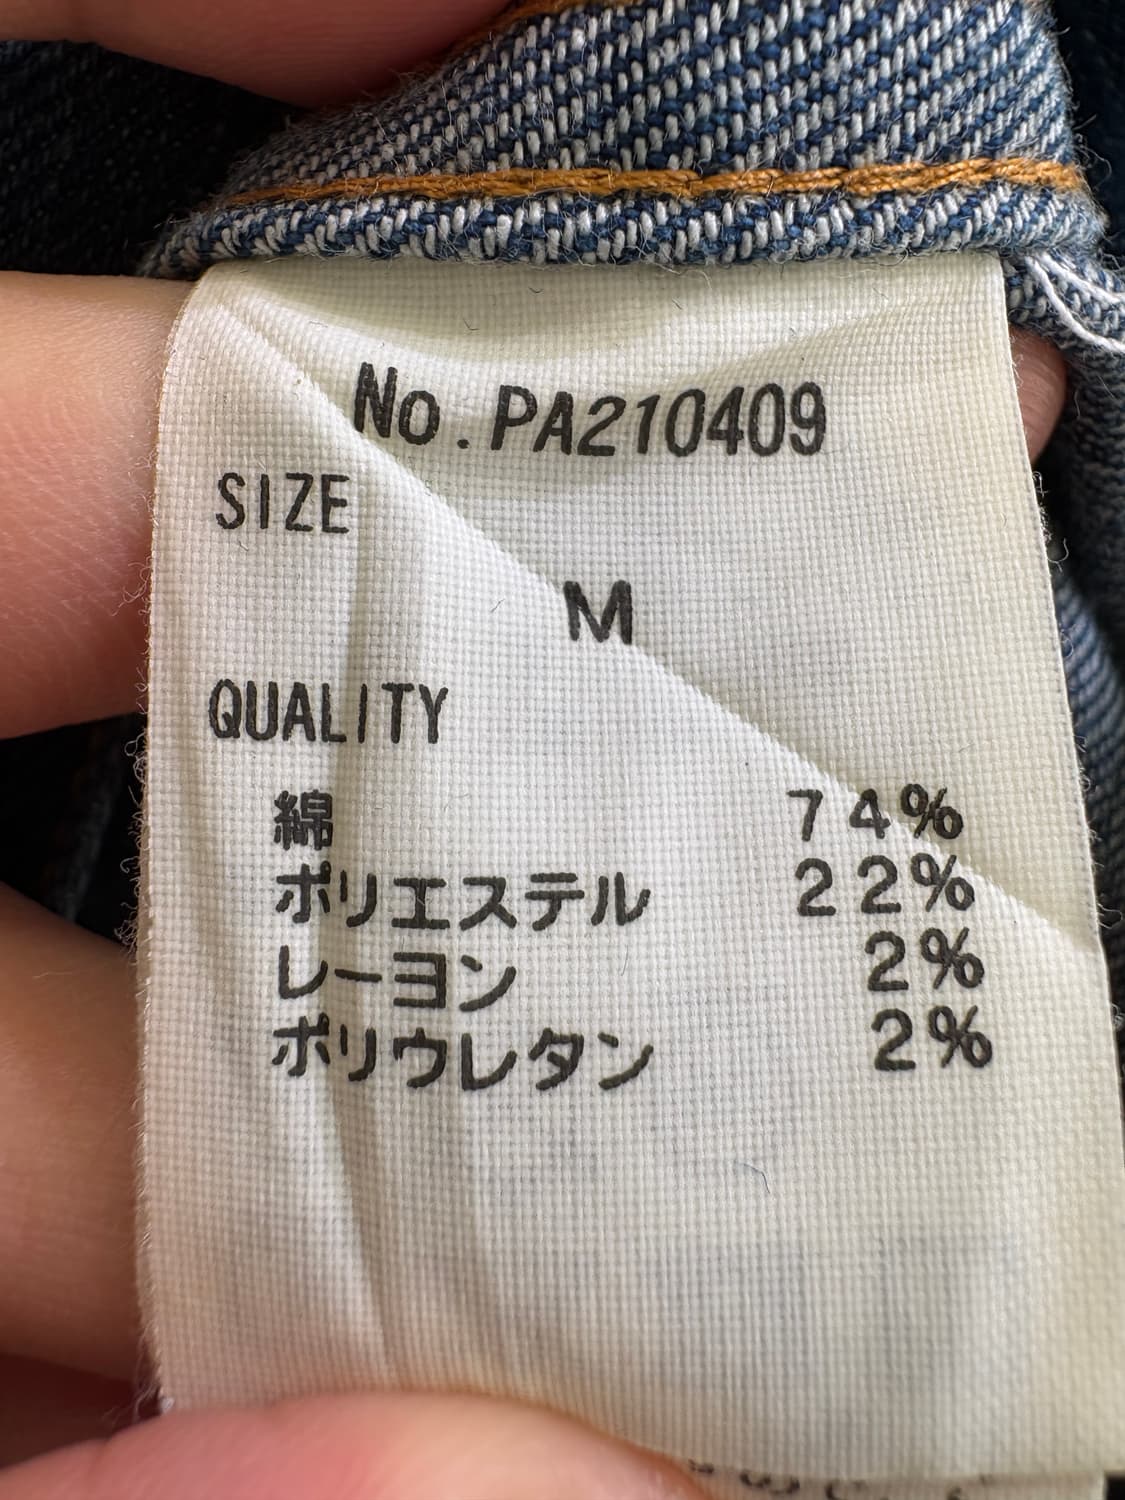 No.PA210409
SIZE
M
QUALITY
綿 74%
ポリエステル 22%
レーヨン 2%
ポリウレタン 2%